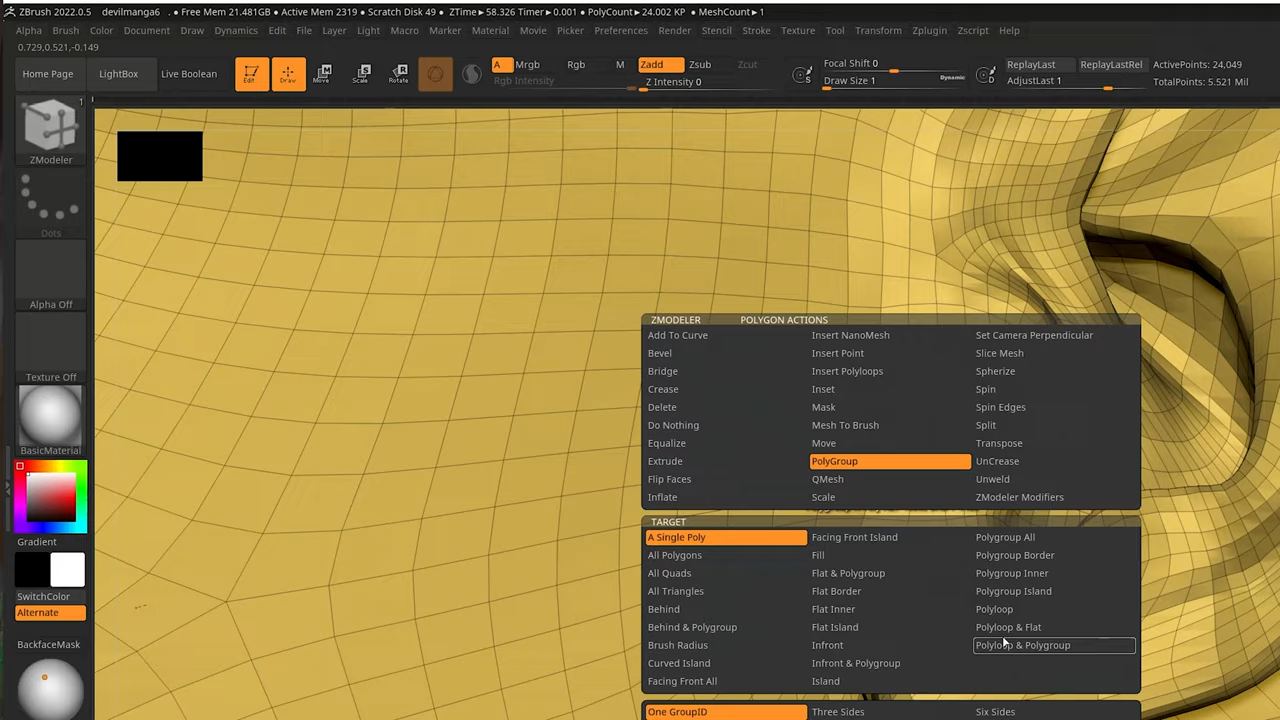 ZBrush 2022.0.5 devilmanga6 . • Free Mem 21.481GB • Active Mem 2319 • Scratch Disk 49 • ZTime▸58.326 Timer▸0.001 • PolyCount▸24.002 KP • MeshCount▸1
Alpha Brush Color Document Draw Dynamics Edit File Layer Light Macro Marker Material Movie Picker Preferences Render Stencil Stroke Texture Tool Transform Zplugin Zscript Help
0.729,0.521,-0.149
Home Page LightBox Live Boolean Edit Draw Move Scale Rotate A Mrgb Rgb M Zadd Zsub Zcut Focal Shift 0 ReplayLast ReplayLastRel ActivePoints: 24,049
Rgb Intensity Z Intensity 0 S Draw Size 1 Dynamic D AdjustLast 1 TotalPoints: 5.521 Mil
1
ZModeler
Dots
Alpha Off
Texture Off
BasicMaterial
Gradient
SwitchColor
Alternate
BackfaceMask
ZMODELER POLYGON ACTIONS
Add To Curve Insert NanoMesh Set Camera Perpendicular
Bevel Insert Point Slice Mesh
Bridge Insert Polyloops Spherize
Crease Inset Spin
Delete Mask Spin Edges
Do Nothing Mesh To Brush Split
Equalize Move Transpose
Extrude PolyGroup UnCrease
Flip Faces QMesh Unweld
Inflate Scale ZModeler Modifiers
TARGET
A Single Poly Facing Front Island Polygroup All
All Polygons Fill Polygroup Border
All Quads Flat & Polygroup Polygroup Inner
All Triangles Flat Border Polygroup Island
Behind Flat Inner Polyloop
Behind & Polygroup Flat Island Polyloop & Flat
Brush Radius Infront Polyloop & Polygroup
Curved Island Infront & Polygroup
Facing Front All Island
One GroupID Three Sides Six Sides